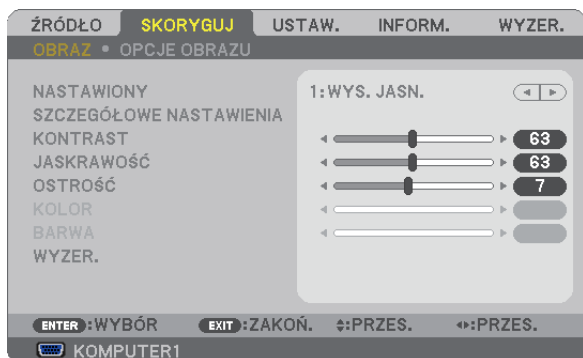 ŹRÓDŁO SKORYGUJ USTAW. INFORM. WYZER.
OBRAZ • OPCJE OBRAZU
NASTAWIONY 1:WYS. JASN.
SZCZEGÓŁOWE NASTAWIENIA
KONTRAST 63
JASKRAWOŚĆ 63
OSTROŚĆ 7
KOLOR
BARWA
WYZER.
ENTER:WYBÓR EXIT:ZAKOŃ. :PRZES. :PRZES.
KOMPUTER1